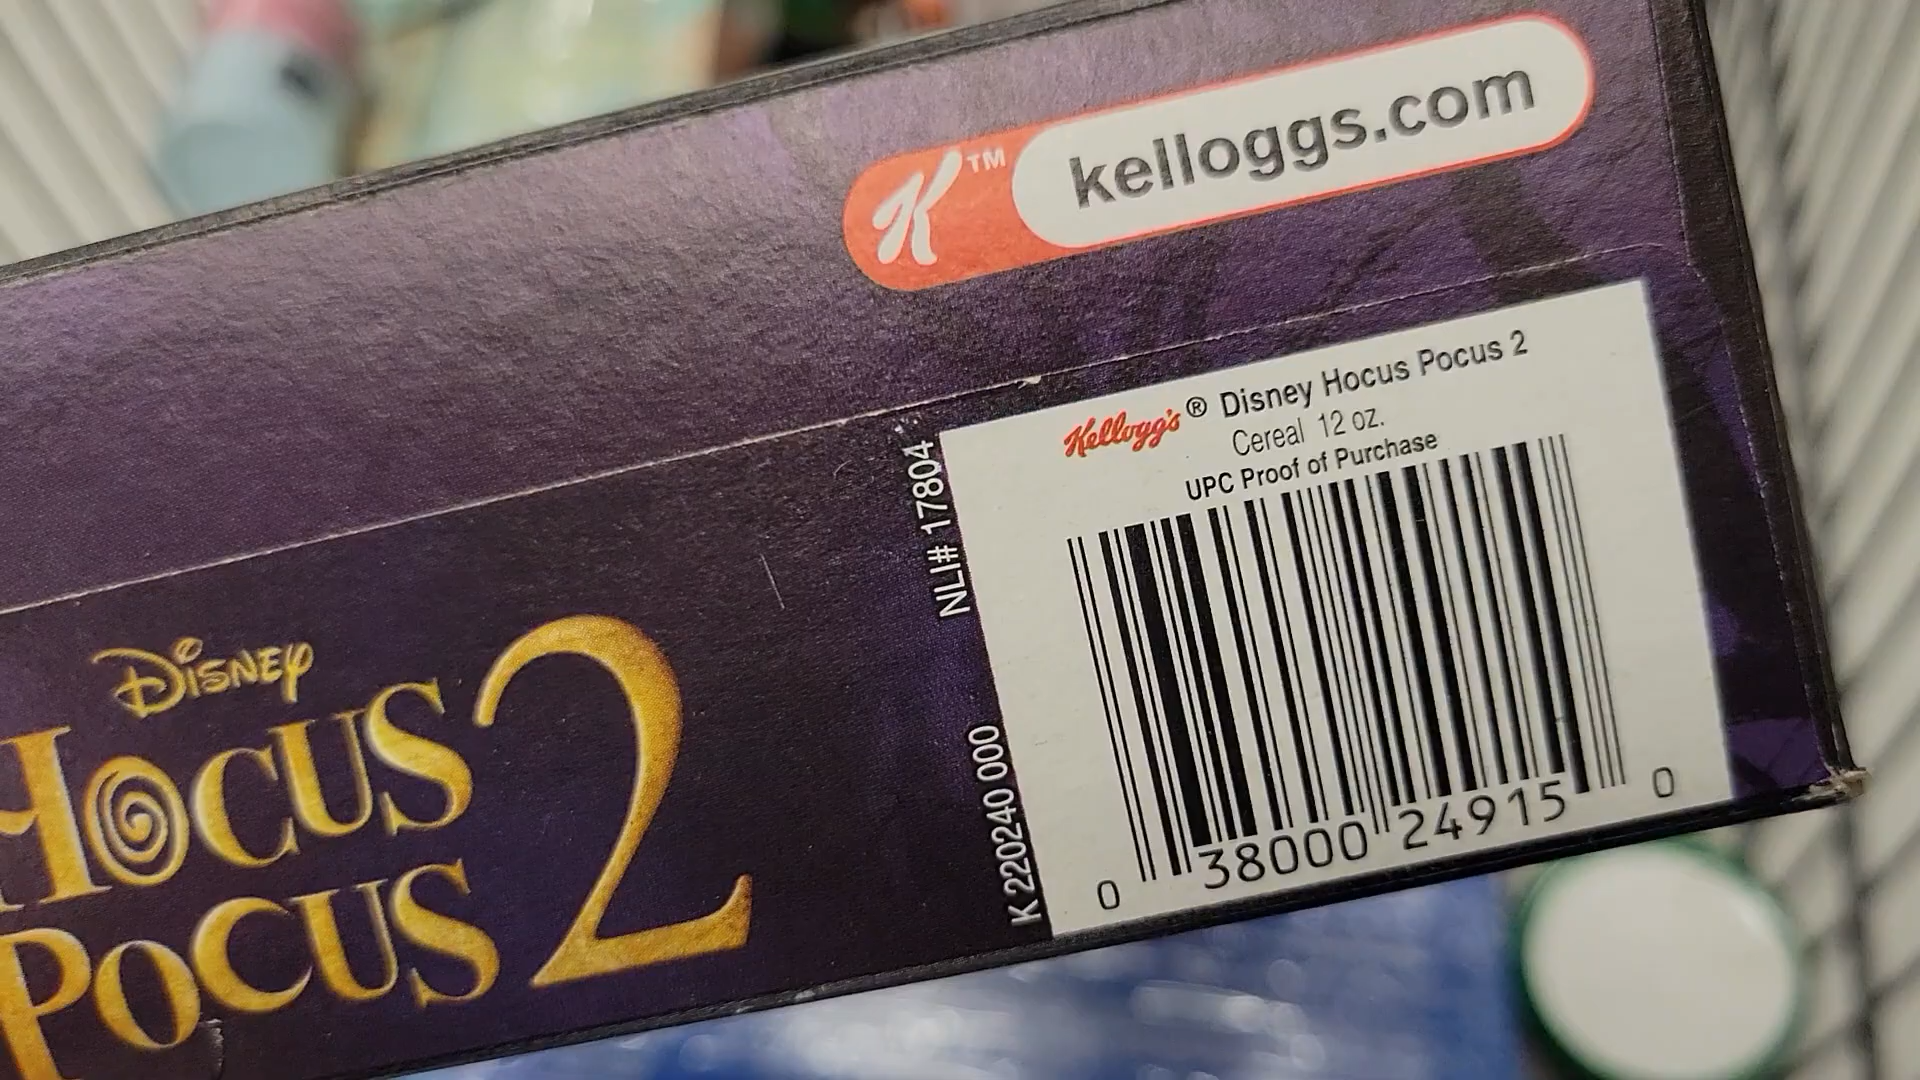 K™ kelloggs.com
Kellogg's® Disney Hocus Pocus 2
Cereal 12 oz.
UPC Proof of Purchase
0 38000 24915 0
NLI# 17804
K 220240 000
Disney
Hocus
Pocus 2